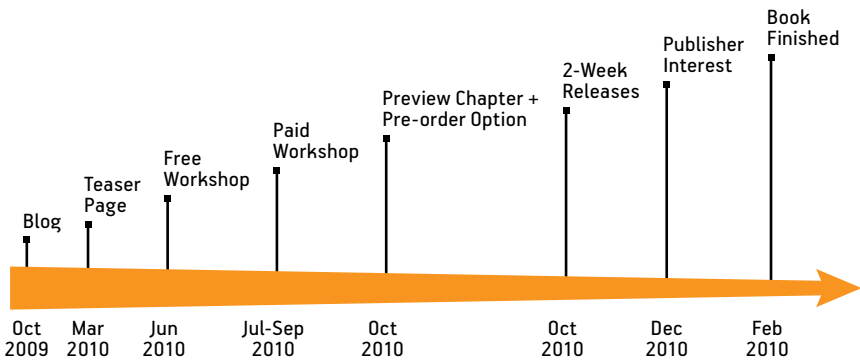 Blog
Teaser
Page
Free
Workshop
Paid
Workshop
Preview Chapter +
Pre-order Option
2-Week
Releases
Publisher
Interest
Book
Finished
Oct
2009
Mar
2010
Jun
2010
Jul-Sep
2010
Oct
2010
Oct
2010
Dec
2010
Feb
2010